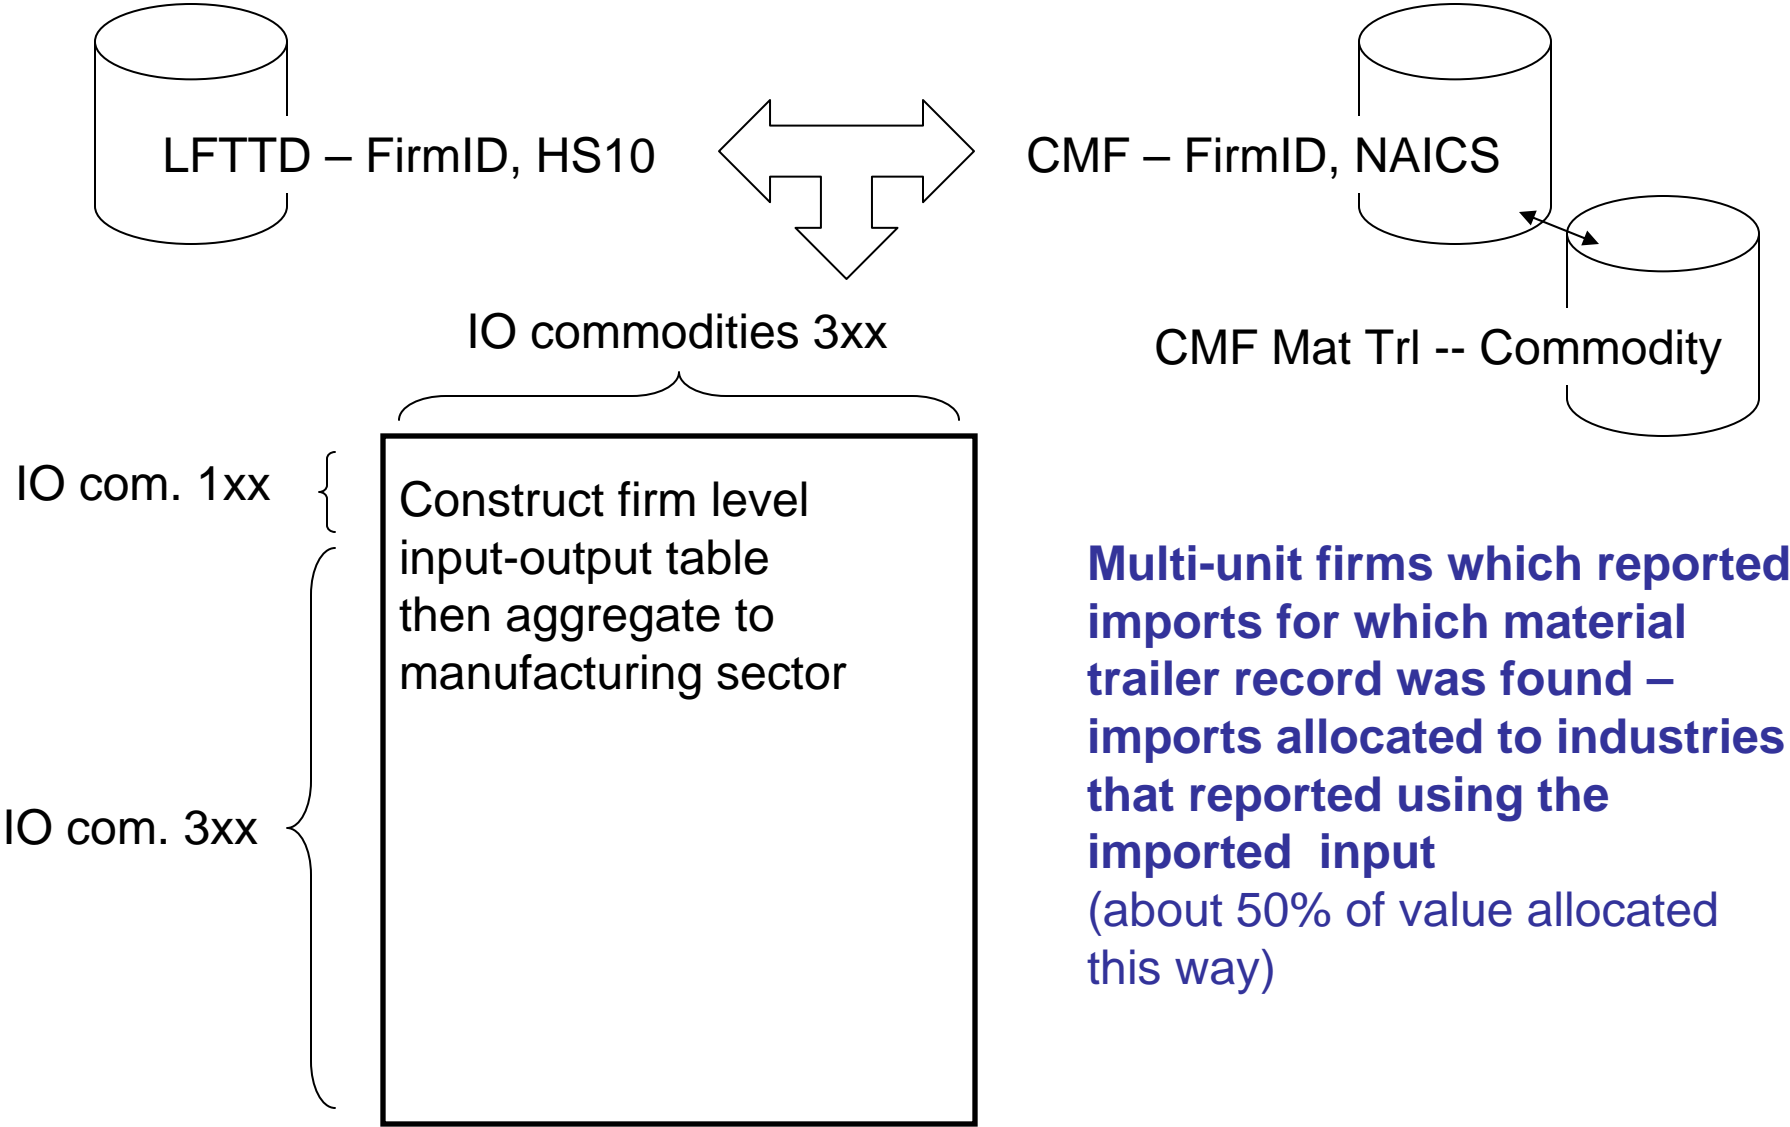 LFTTD – FirmID, HS10
CMF – FirmID, NAICS
IO commodities 3xx
CMF Mat Trl -- Commodity
IO com. 1xx
Construct firm level
input-output table
then aggregate to
manufacturing sector
IO com. 3xx
Multi-unit firms which reported
imports for which material
trailer record was found –
imports allocated to industries
that reported using the
imported  input
(about 50% of value allocated
this way)